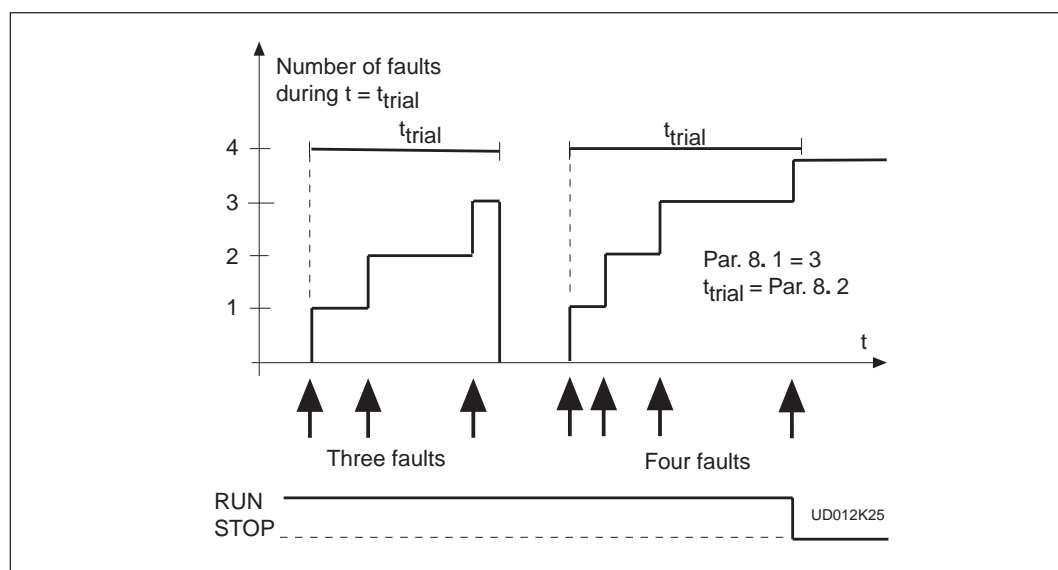 Number of faults
during t = ttrial
ttrial
ttrial
4
3
2
1
Par. 8. 1 = 3
ttrial = Par. 8. 2
t
Three faults
Four faults
RUN
STOP
UD012K25